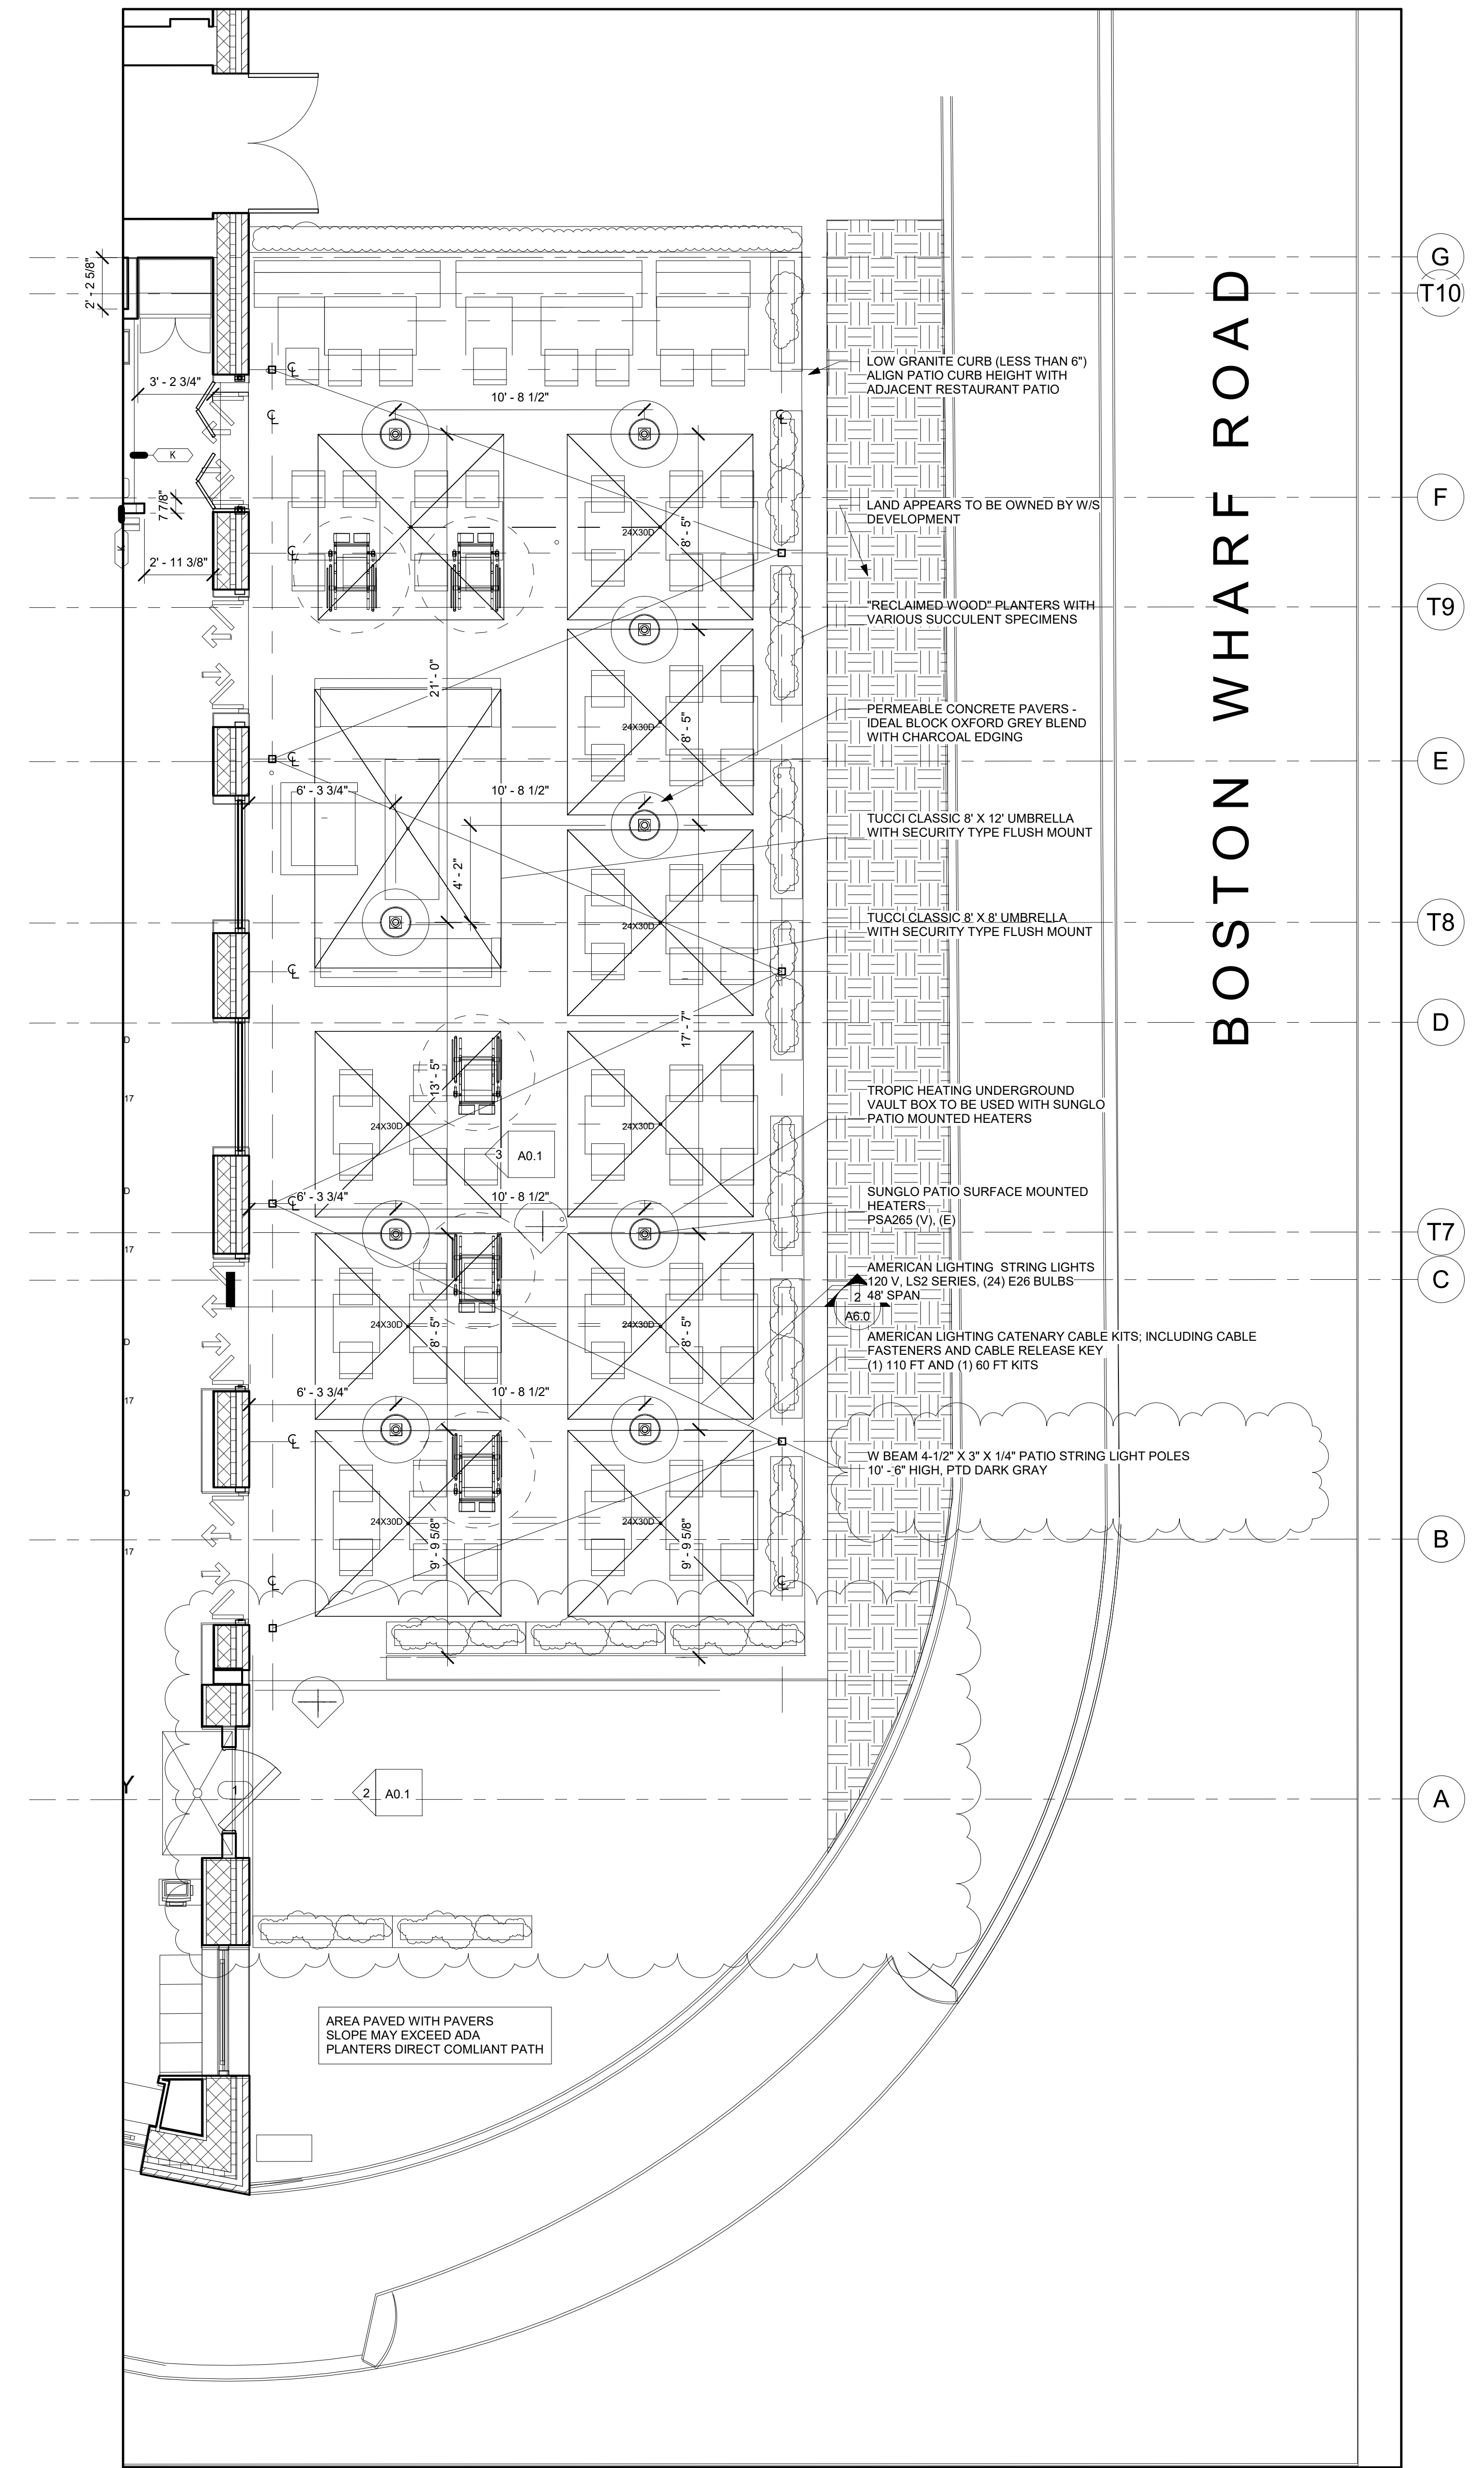 G
2' - 2 5/8"
T10
LOW GRANITE CURB (LESS THAN 6")
ALIGN PATIO CURB HEIGHT WITH
ADJACENT RESTAURANT PATIO
3' - 2 3/4"
10' - 8 1/2"
K
F
7 7/8"
LAND APPEARS TO BE OWNED BY W/S
DEVELOPMENT
8' - 5"
24X30D
K
2' - 11 3/8"
T9
"RECLAIMED WOOD" PLANTERS WITH
VARIOUS SUCCULENT SPECIMENS
BOSTON WHARF ROAD
21' - 0"
PERMEABLE CONCRETE PAVERS -
IDEAL BLOCK OXFORD GREY BLEND
WITH CHARCOAL EDGING
24X30D
8' - 5"
E
6' - 3 3/4"
10' - 8 1/2"
TUCCI CLASSIC 8' X 12' UMBRELLA
WITH SECURITY TYPE FLUSH MOUNT
4' - 2"
TUCCI CLASSIC 8' X 8' UMBRELLA
WITH SECURITY TYPE FLUSH MOUNT
24X30D
T8
D
17' - 7"
D
13' - 5"
17
TROPIC HEATING UNDERGROUND
VAULT BOX TO BE USED WITH SUNGLO
PATIO MOUNTED HEATERS
24X30D
24X30D
3
A0.1
D
6' - 3 3/4"
10' - 8 1/2"
SUNGLO PATIO SURFACE MOUNTED
HEATERS
PSA265 (V), (E)
T7
17
AMERICAN LIGHTING STRING LIGHTS
120 V, LS2 SERIES, (24) E26 BULBS
48' SPAN
C
2
A6.0
24X30D
8' - 5"
24X30D
8' - 5"
D
AMERICAN LIGHTING CATENARY CABLE KITS; INCLUDING CABLE
FASTENERS AND CABLE RELEASE KEY
(1) 110 FT AND (1) 60 FT KITS
6' - 3 3/4"
10' - 8 1/2"
17
W BEAM 4-1/2" X 3" X 1/4" PATIO STRING LIGHT POLES
10' - 6" HIGH, PTD DARK GRAY
D
24X30D
9' - 9 5/8"
24X30D
9' - 9 5/8"
B
17
Y
1
2
A0.1
A
AREA PAVED WITH PAVERS
SLOPE MAY EXCEED ADA
PLANTERS DIRECT COMLIANT PATH